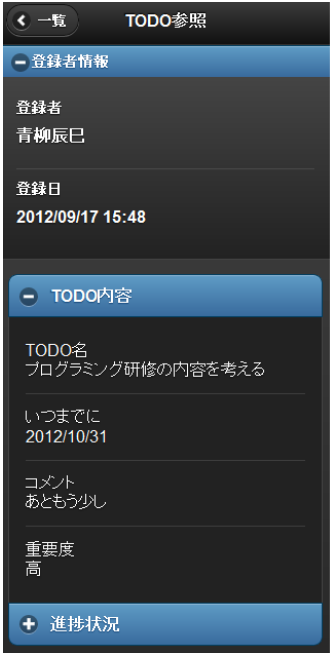 一覧
TODO参照
登録者情報
登録者
青柳辰巳
登録日
2012/09/17 15:48
TODO内容
TODO名
プログラミング研修の内容を考える
いつまでに
2012/10/31
コメント
あともう少し
重要度
高
進捗状況